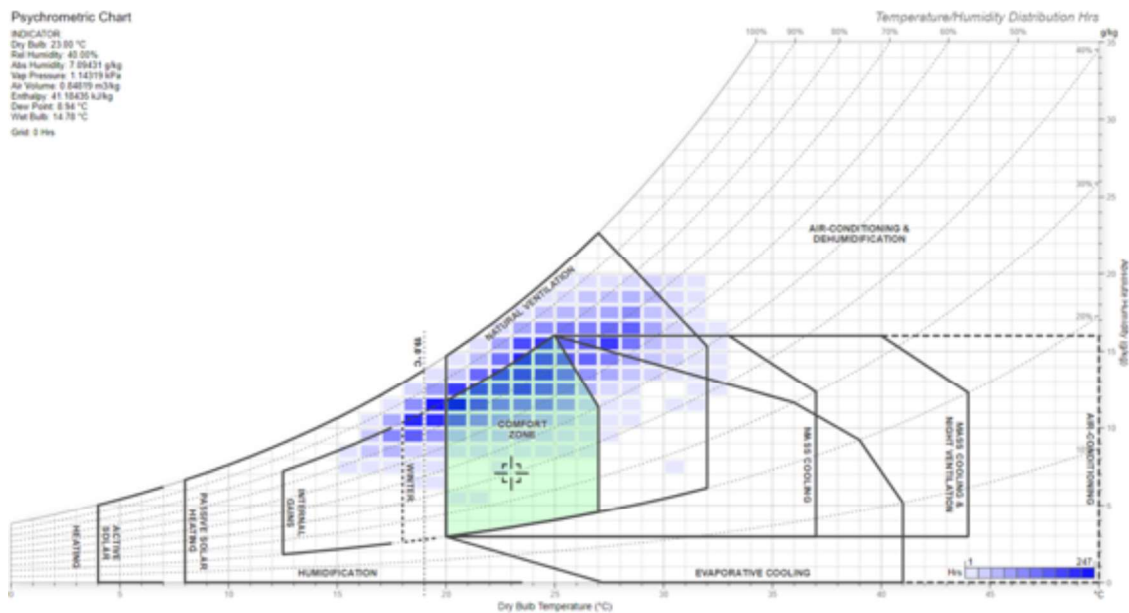 Psychrometric Chart
INDICATOR
Dry Bulb: 23.00 °C
Rel Humidity: 40.00%
Abs Humidity: 7.09431 g/kg
Vap Pressure: 1.14319 kPa
Air Volume: 0.84819 m3/kg
Enthalpy: 41.18435 kJ/kg
Dew Point: 8.94 °C
Wet Bulb: 14.78 °C
Grid: 0 Hrs
Temperature/Humidity Distribution Hrs
100%
90%
80%
70%
60%
50%
g/kg
35
40%
30
30%
25
AIR-CONDITIONING &
DEHUMIDIFICATION
Absolute Humidity (g/kg)
20
NATURAL VENTILATION
20%
19.0 °C
15
COMFORT
ZONE
10
10%
WINTER
MASS COOLING
MASS COOLING &
NIGHT VENTILATION
AIR-CONDITIONING
INTERNAL
GAINS
PASSIVE SOLAR
HEATING
ACTIVE
SOLAR
HEATING
5
HUMIDIFICATION
EVAPORATIVE COOLING
1
247
Hrs
0
5
10
15
20
25
30
35
40
45
°C
Dry Bulb Temperature (°C)